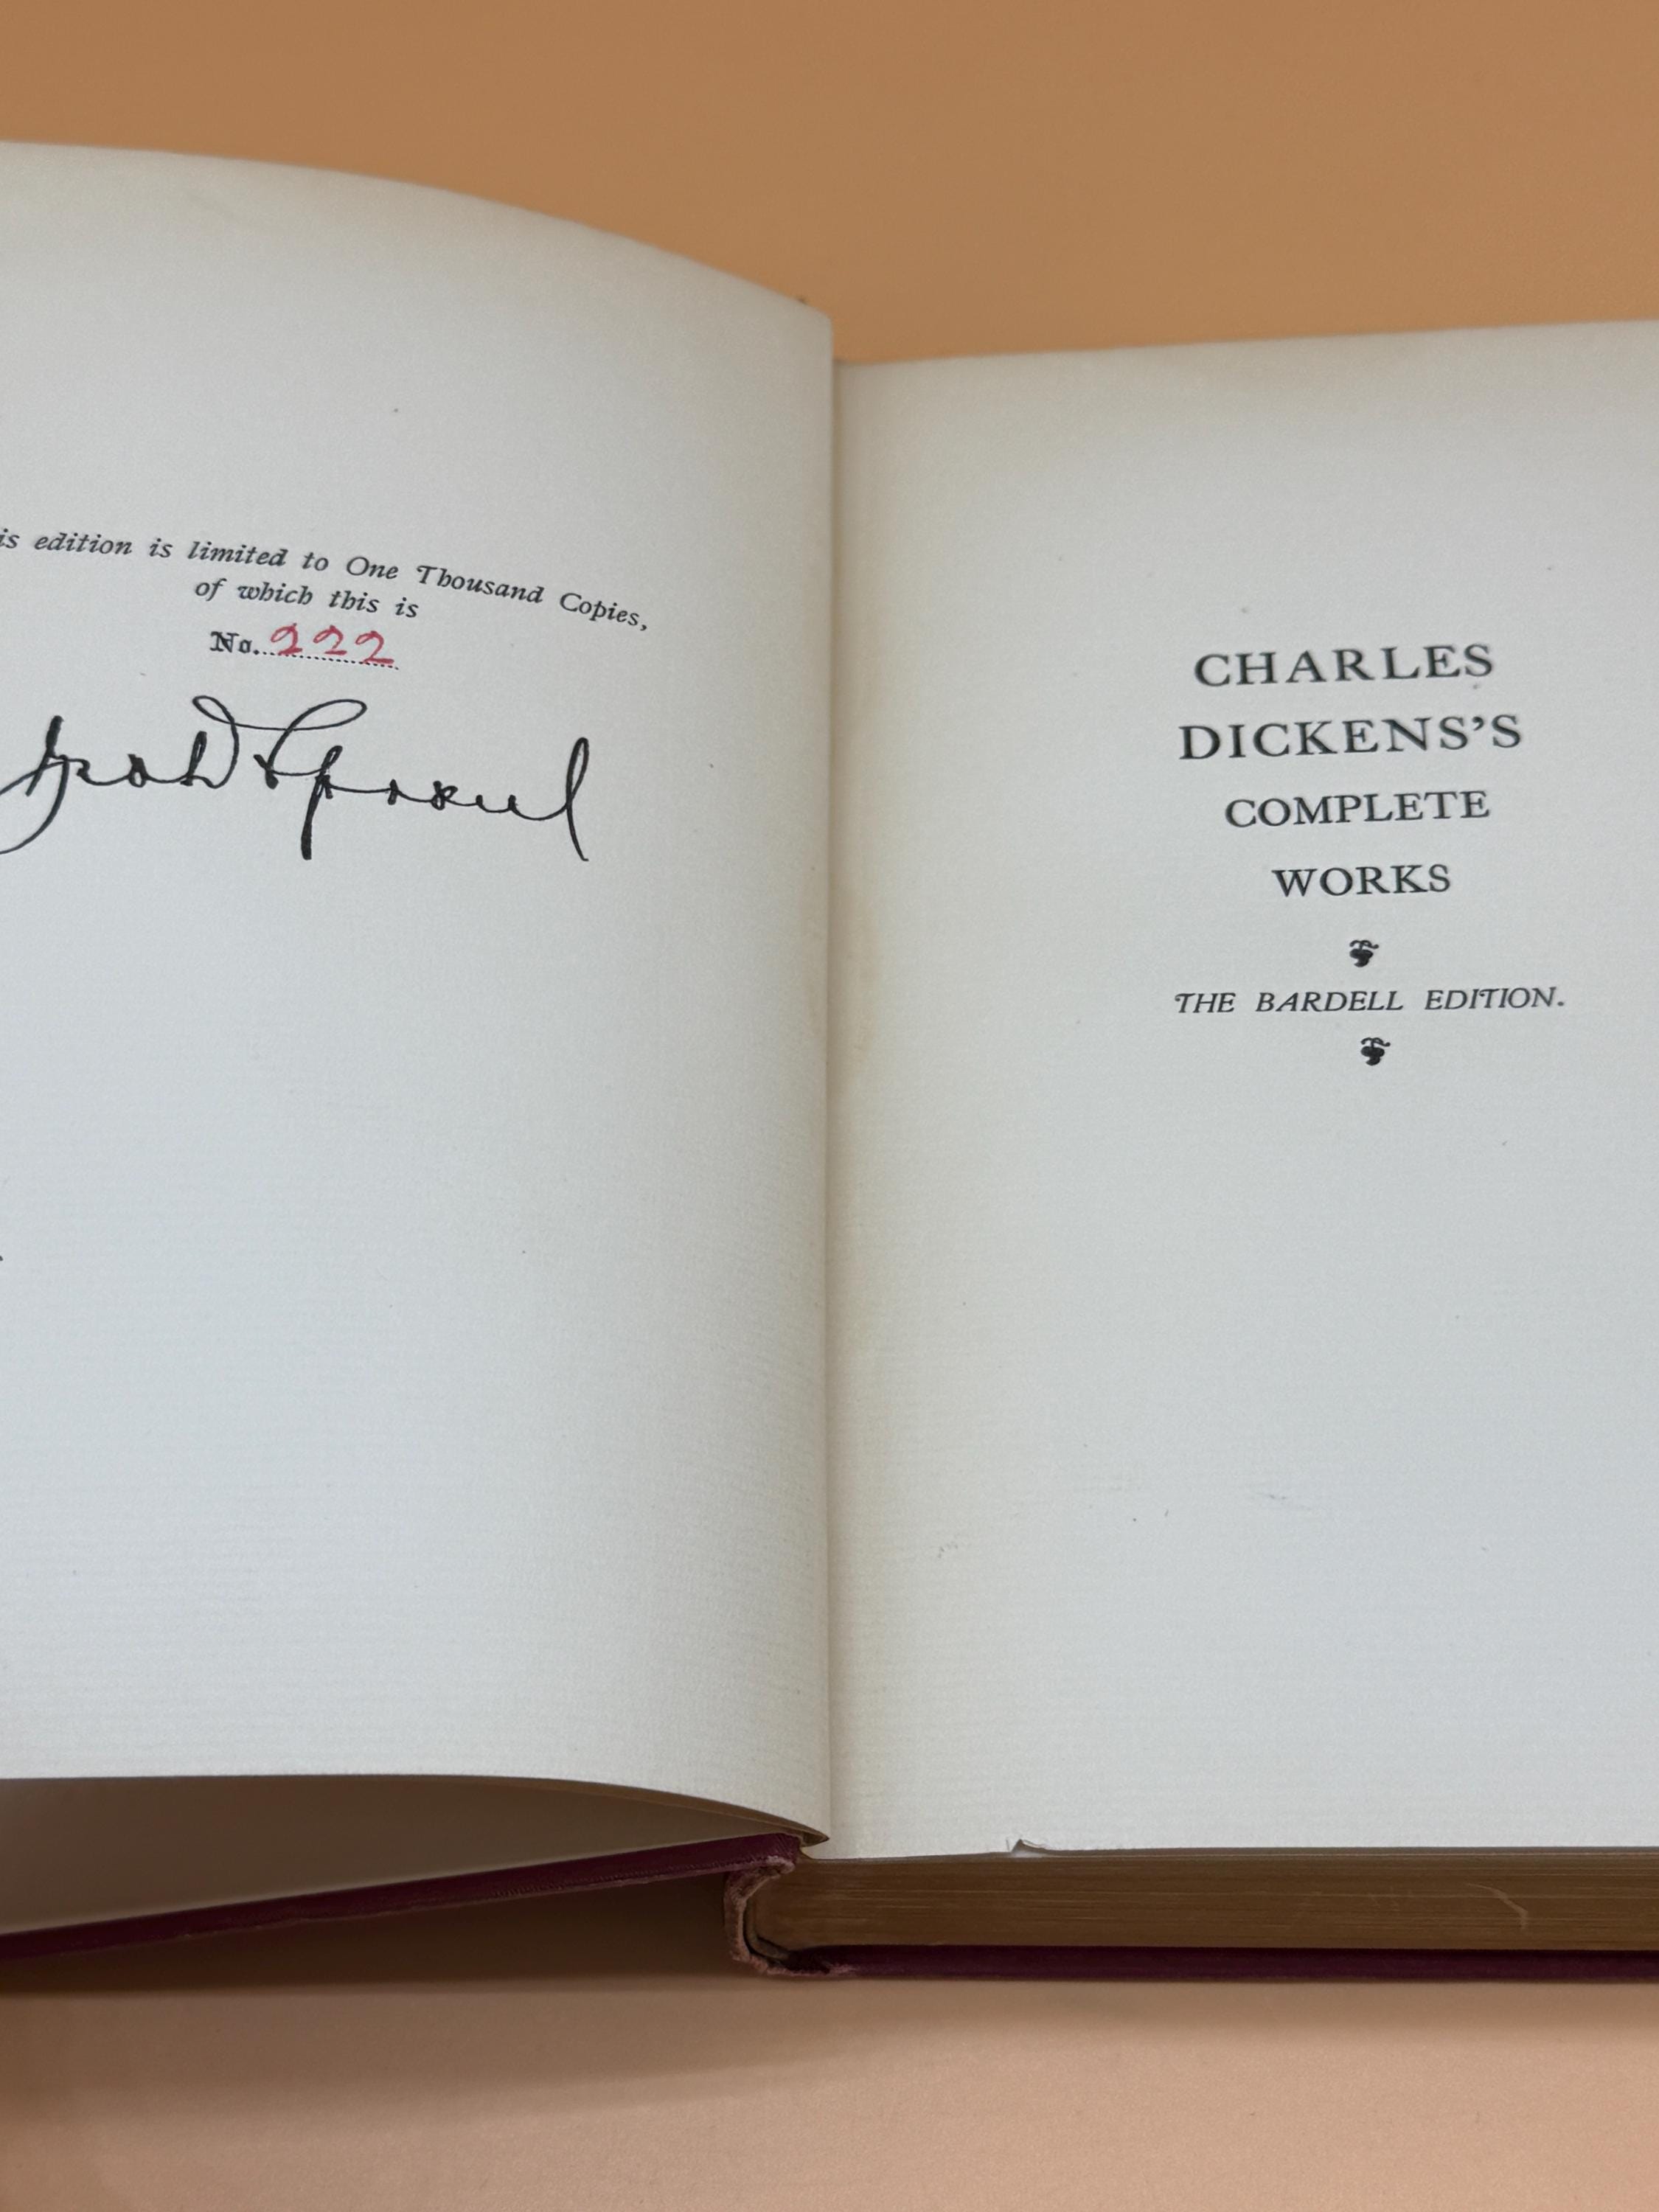 is edition is limited to One Thousand Copies,
of which this is
No. 222
CHARLES
DICKENS'S
COMPLETE
WORKS
THE BARDELL EDITION.